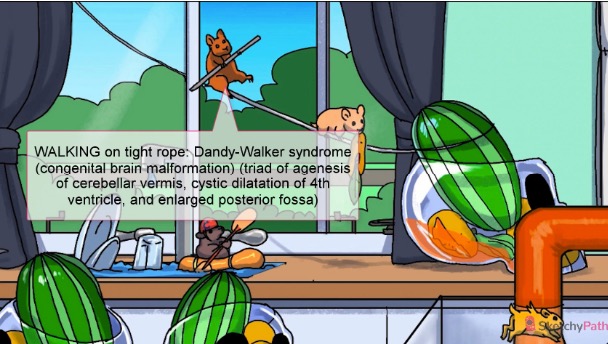 WALKING on tight rope: Dandy-Walker syndrome
(congenital brain malformation) (triad of agenesis
of cerebellar vermis, cystic dilatation of 4th
ventricle, and enlarged posterior fossa)
SketchyPath